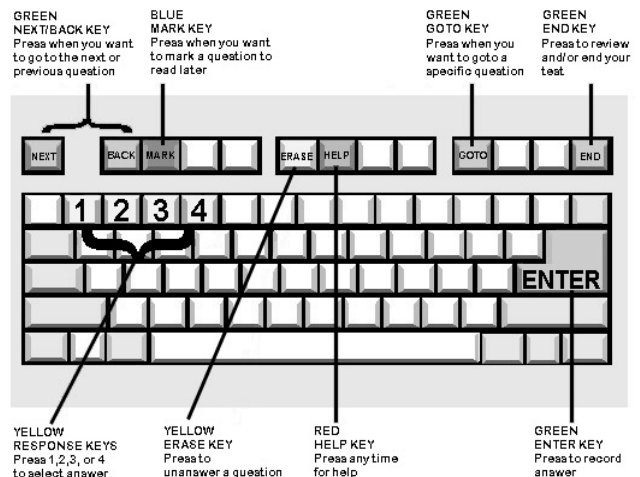 GREEN
NEXT/BACK KEY
Press when you want
to go to the next or
previous question
BLUE
MARK KEY
Press when you want
to mark a question to
read later
GREEN
GOTO KEY
Press when you
want to goto a
specific question
GREEN
END KEY
Press to review
and/or end your
test
NEXT
BACK
MARK
ERASE
HELP
GOTO
END
1 2 3 4
ENTER
YELLOW
RESPONSE KEYS
Press 1,2,3, or 4
to select answer
YELLOW
ERASE KEY
Press to
unanswer a question
RED
HELP KEY
Press any time
for help
GREEN
ENTER KEY
Press to record
answer